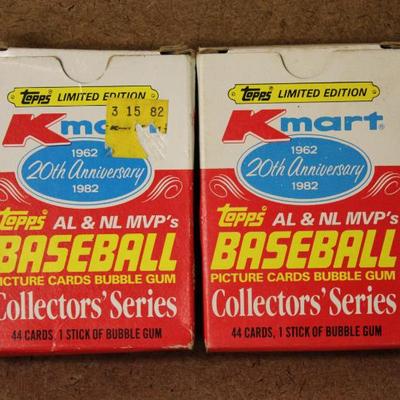 Topps LIMITED EDITION
3 15 82
Kmart
1962
20th Anniversary
1982
Topps AL & NL MVP's
BASEBALL
PICTURE CARDS BUBBLE GUM
Collectors' Series
44 CARDS, 1 STICK OF BUBBLE GUM
Topps LIMITED EDITION
Kmart®
1962
20th Anniversary
1982
Topps AL & NL MVP's
BASEBALL
PICTURE CARDS BUBBLE GUM
Collectors' Series
44 CARDS, 1 STICK OF BUBBLE GUM